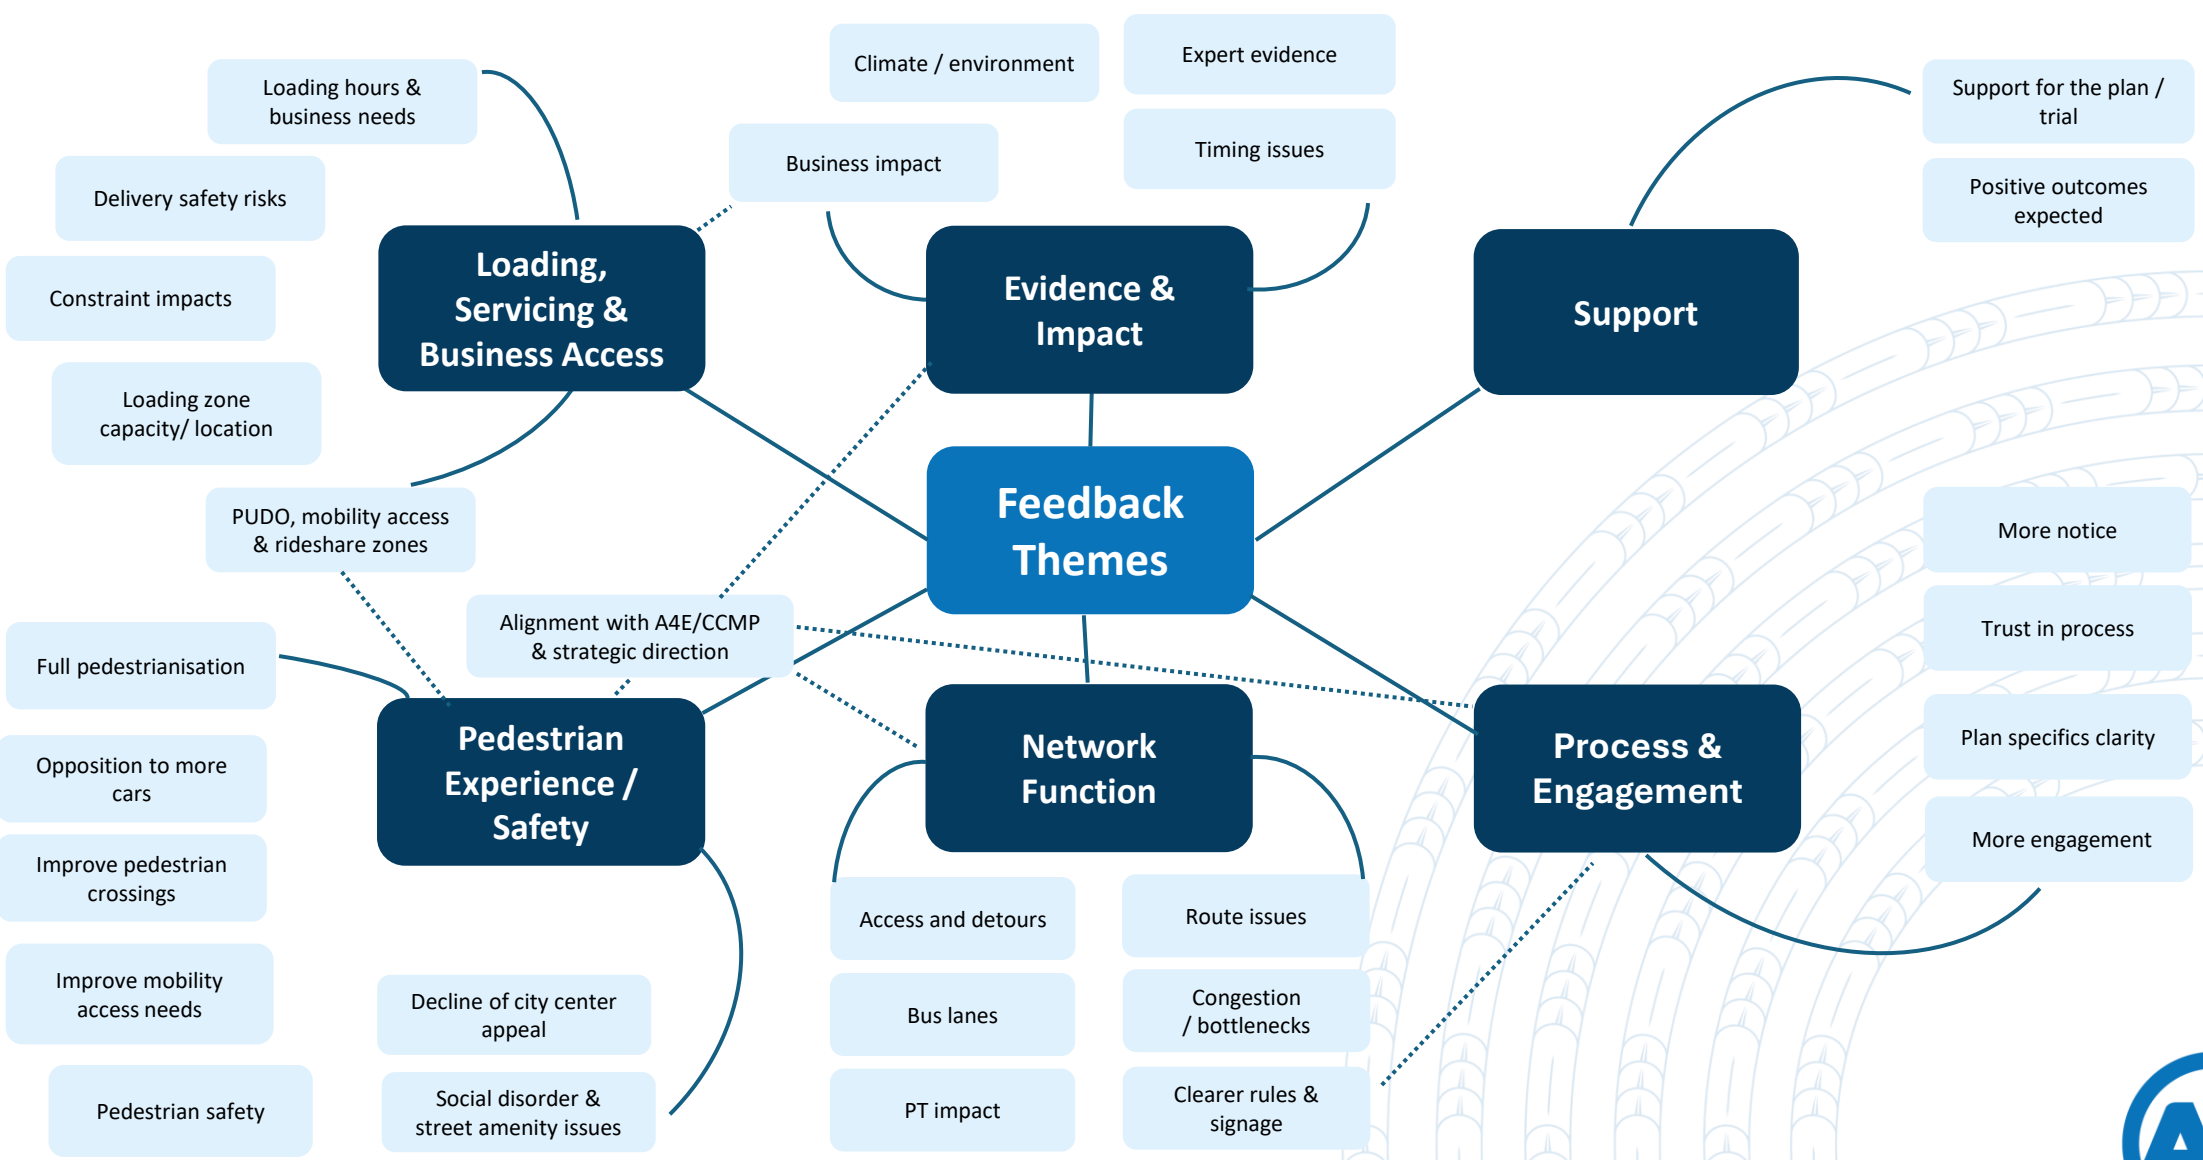 Climate / environment
Expert evidence
Loading hours &
business needs
Support for the plan /
trial
Business impact
Timing issues
Delivery safety risks
Positive outcomes
expected
Loading,
Servicing &
Business Access
Evidence &
Impact
Support
Constraint impacts
Loading zone
capacity/ location
Feedback
Themes
PUDO, mobility access
& rideshare zones
More notice
Alignment with A4E/CCMP
& strategic direction
Trust in process
Full pedestrianisation
Pedestrian
Experience /
Safety
Network
Function
Process &
Engagement
Plan specifics clarity
Opposition to more
cars
More engagement
Improve pedestrian
crossings
Access and detours
Route issues
Improve mobility
access needs
Decline of city center
appeal
Bus lanes
Congestion
/ bottlenecks
Pedestrian safety
Social disorder &
street amenity issues
PT impact
Clearer rules &
signage